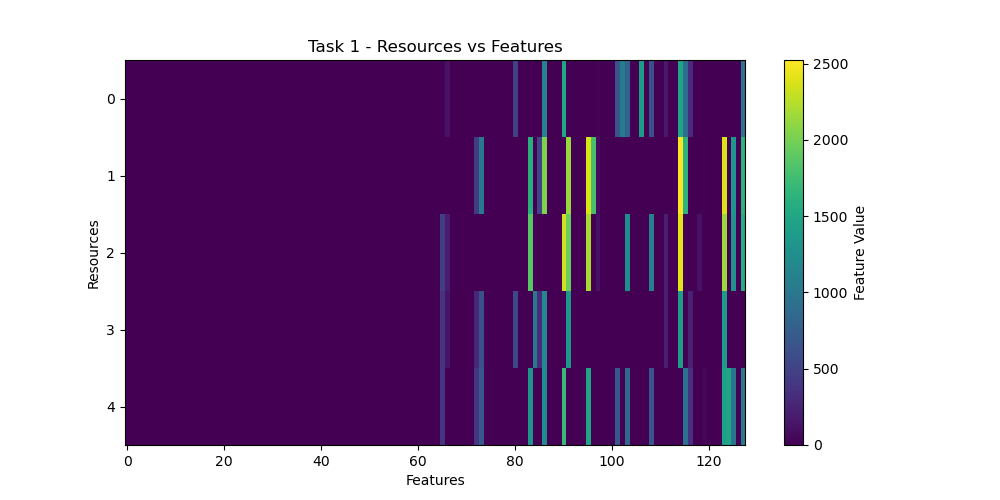 Task 1 - Resources vs Features
0
1
2
3
4
Resources
0 20 40 60 80 100 120
Features
2500
2000
1500
1000
500
0
Feature Value